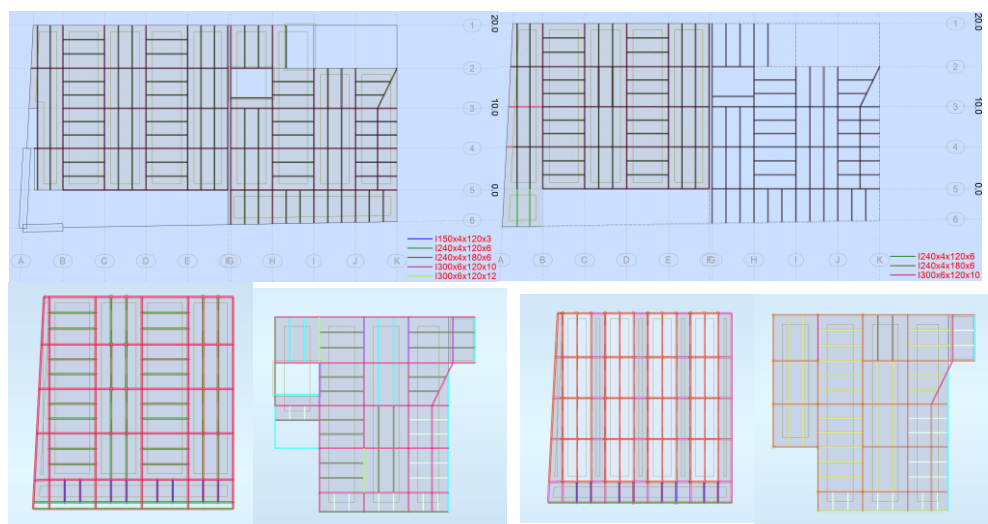 20.0
1
2
3
10.0
4
0.0
5
6
A
B
C
D
E
G
H
I
J
K
I150x4x120x3
I240x4x120x6
I240x4x180x6
I300x6x120x10
I300x6x120x12
20.0
1
2
3
10.0
4
0.0
5
6
A
B
C
D
E
G
H
I
J
K
I240x4x120x6
I240x4x180x6
I300x6x120x10